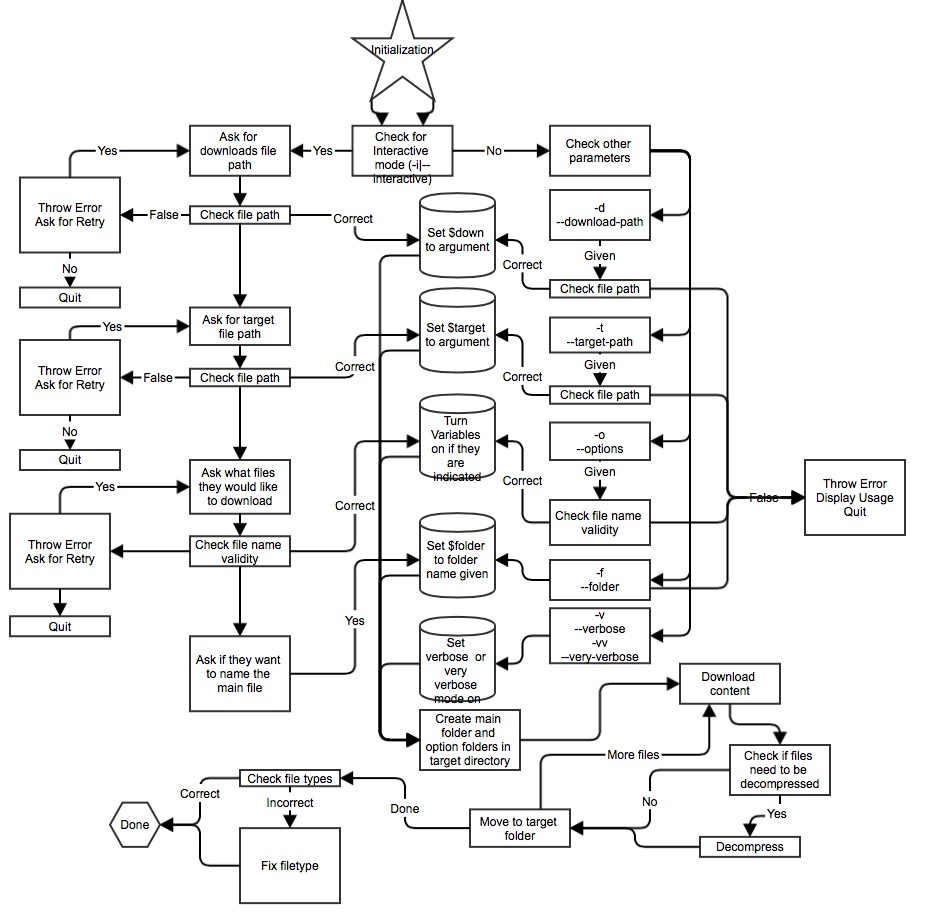 Initialization
Ask for
downloads file
path
Yes
Check for
Interactive
mode (-i|--
interactive)
No
Check other
parameters
Yes
Throw Error
Ask for Retry
False
Check file path
Correct
Set $down
to argument
-d
--download-path
Given
Correct
Check file path
No
Quit
Ask for target
file path
Yes
Throw Error
Ask for Retry
False
Check file path
Correct
Set $target
to argument
-t
--target-path
Given
Correct
Check file path
No
Quit
Turn
Variables
on if they
are
indicated
-o
--options
Given
Correct
Check file name
validity
False
Throw Error
Display Usage
Quit
Ask what files
they would like
to download
Yes
Correct
Throw Error
Ask for Retry
Check file name
validity
Quit
Set $folder
to folder
name given
-f
--folder
Yes
Ask if they want
to name the
main file
Set
verbose or
very
verbose
mode on
-v
--verbose
-vv
--very-verbose
Create main
folder and
option folders in
target directory
Download
content
More files
Check if files
need to be
decompressed
No
Yes
Decompress
Move to target
folder
Done
Check file types
Correct
Incorrect
Done
Fix filetype